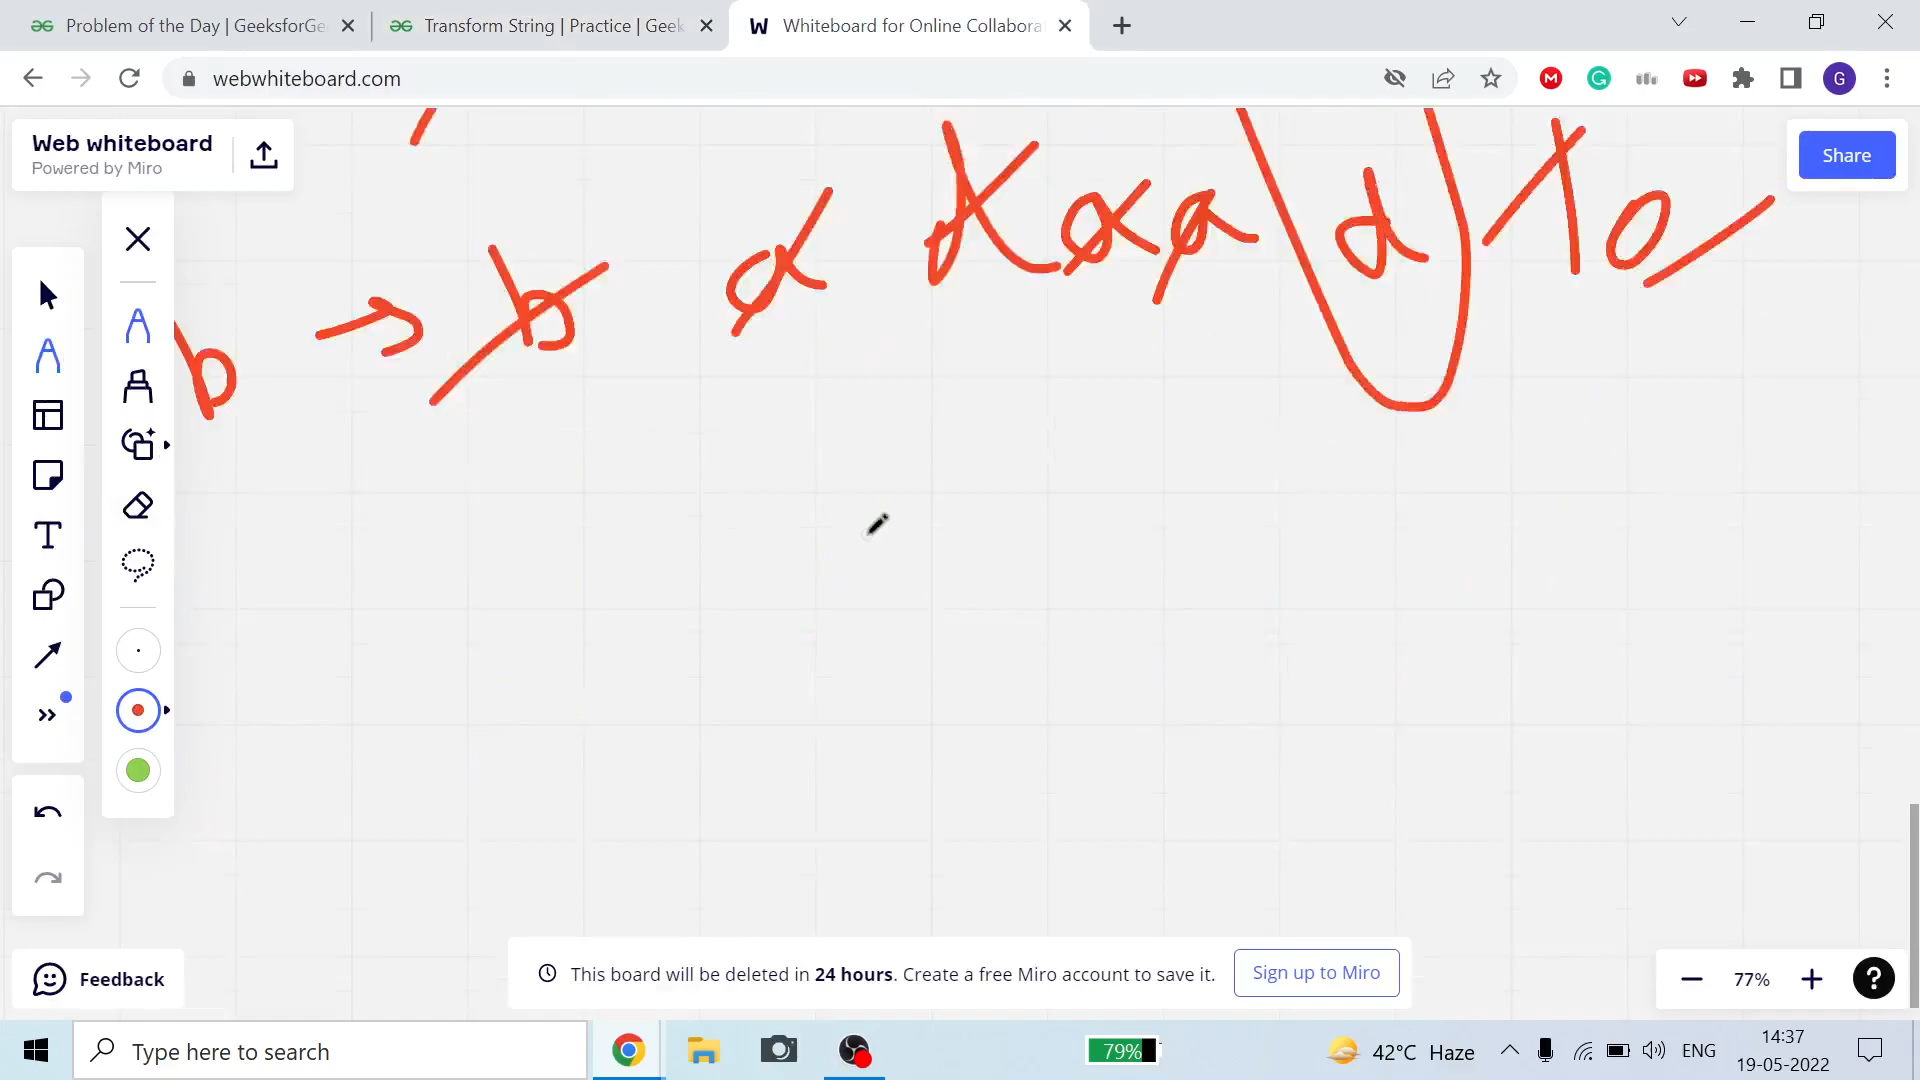 Problem of the Day | GeeksforGe
Transform String | Practice | Geek
Whiteboard for Online Collabora
webwhiteboard.com
G
Web whiteboard
Powered by Miro
Share
b → b a a a a
Feedback
This board will be deleted in 24 hours. Create a free Miro account to save it.
Sign up to Miro
77%
Type here to search
79%
42°C Haze
ENG
14:37
19-05-2022